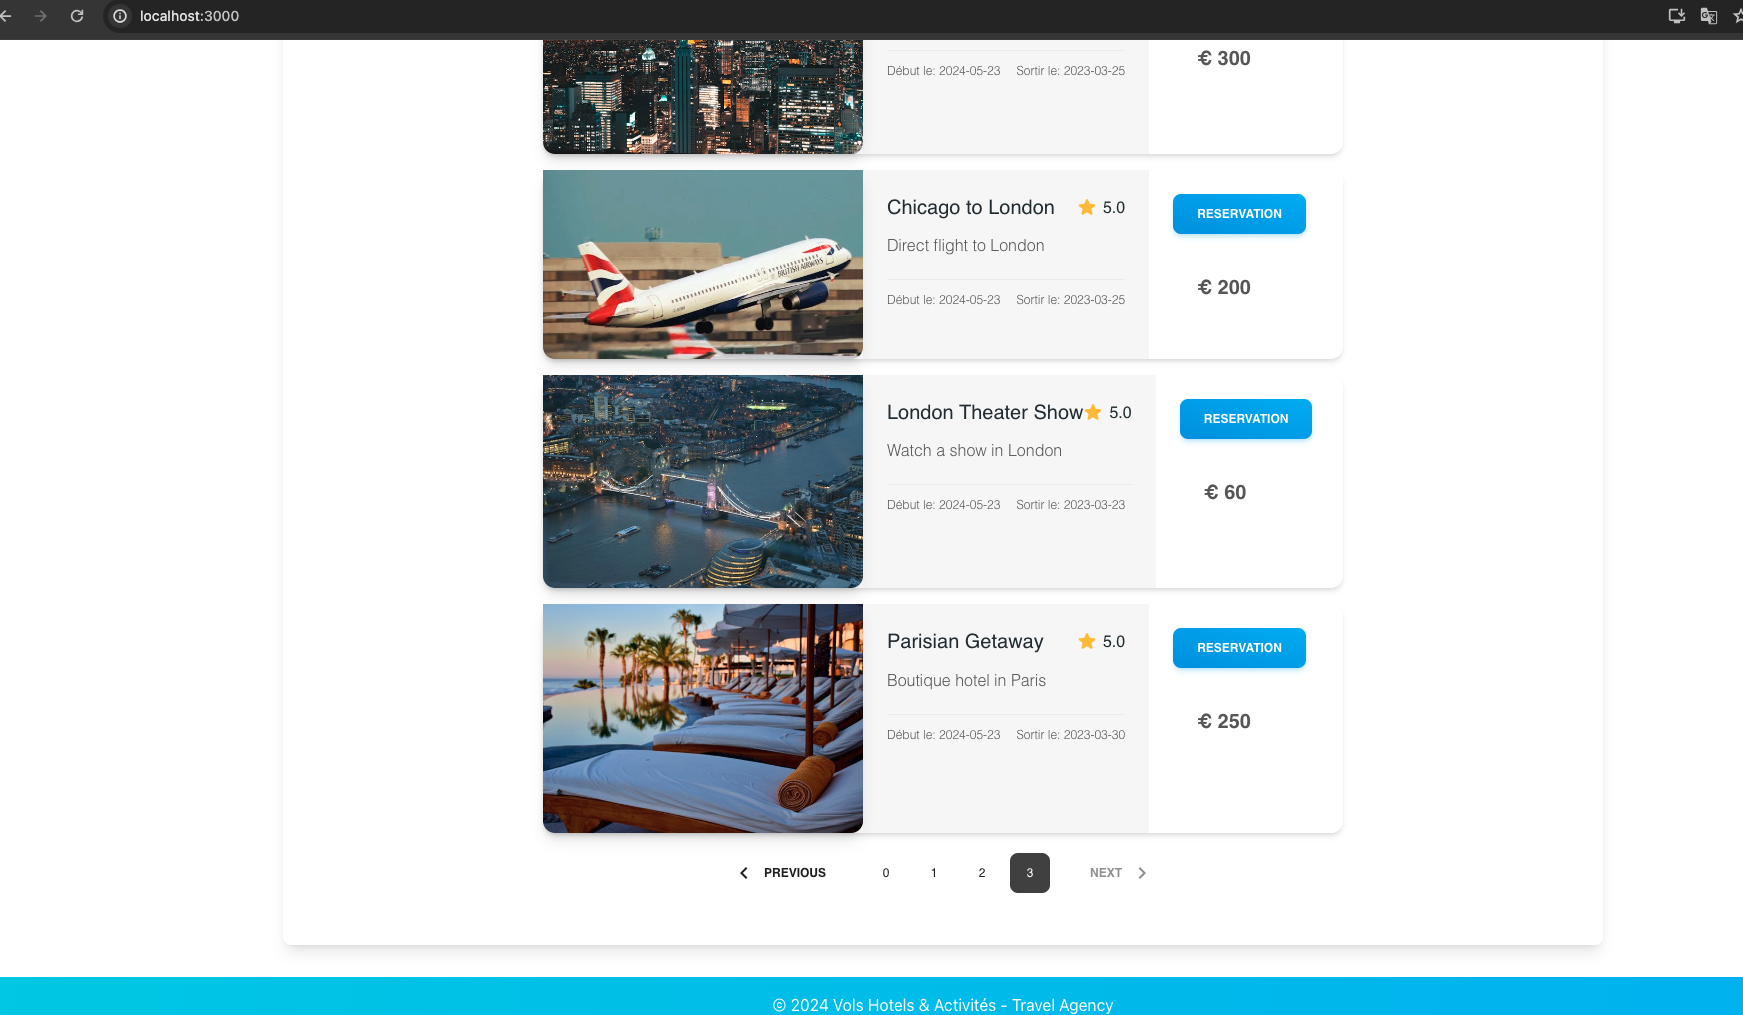 localhost:3000
€ 300
Début le: 2024-05-23 Sortir le: 2023-03-25
Chicago to London 5.0
RESERVATION
Direct flight to London
BRITISH AIRWAYS
€ 200
Début le: 2024-05-23 Sortir le: 2023-03-25
London Theater Show 5.0
RESERVATION
Watch a show in London
€ 60
Début le: 2024-05-23 Sortir le: 2023-03-23
Parisian Getaway 5.0
RESERVATION
Boutique hotel in Paris
€ 250
Début le: 2024-05-23 Sortir le: 2023-03-30
PREVIOUS 0 1 2 3 NEXT
© 2024 Vols Hotels & Activités - Travel Agency